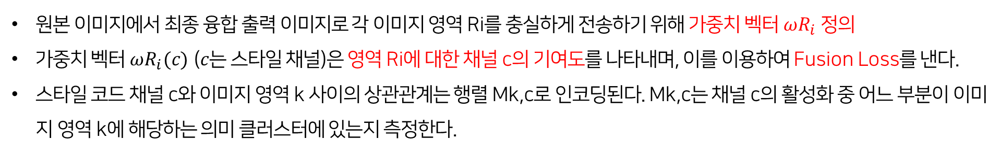 • 원본 이미지에서 최종 융합 출력 이미지로 각 이미지 영역 Ri를 충실하게 전송하기 위해 가중치 벡터 ωRᵢ 정의
• 가중치 벡터 ωRᵢ(c) (c는 스타일 채널)은 영역 Ri에 대한 채널 c의 기여도를 나타내며, 이를 이용하여 Fusion Loss를 낸다.
• 스타일 코드 채널 c와 이미지 영역 k 사이의 상관관계는 행렬 Mk,c로 인코딩된다. Mk,c는 채널 c의 활성화 중 어느 부분이 이미
지 영역 k에 해당하는 의미 클러스터에 있는지 측정한다.